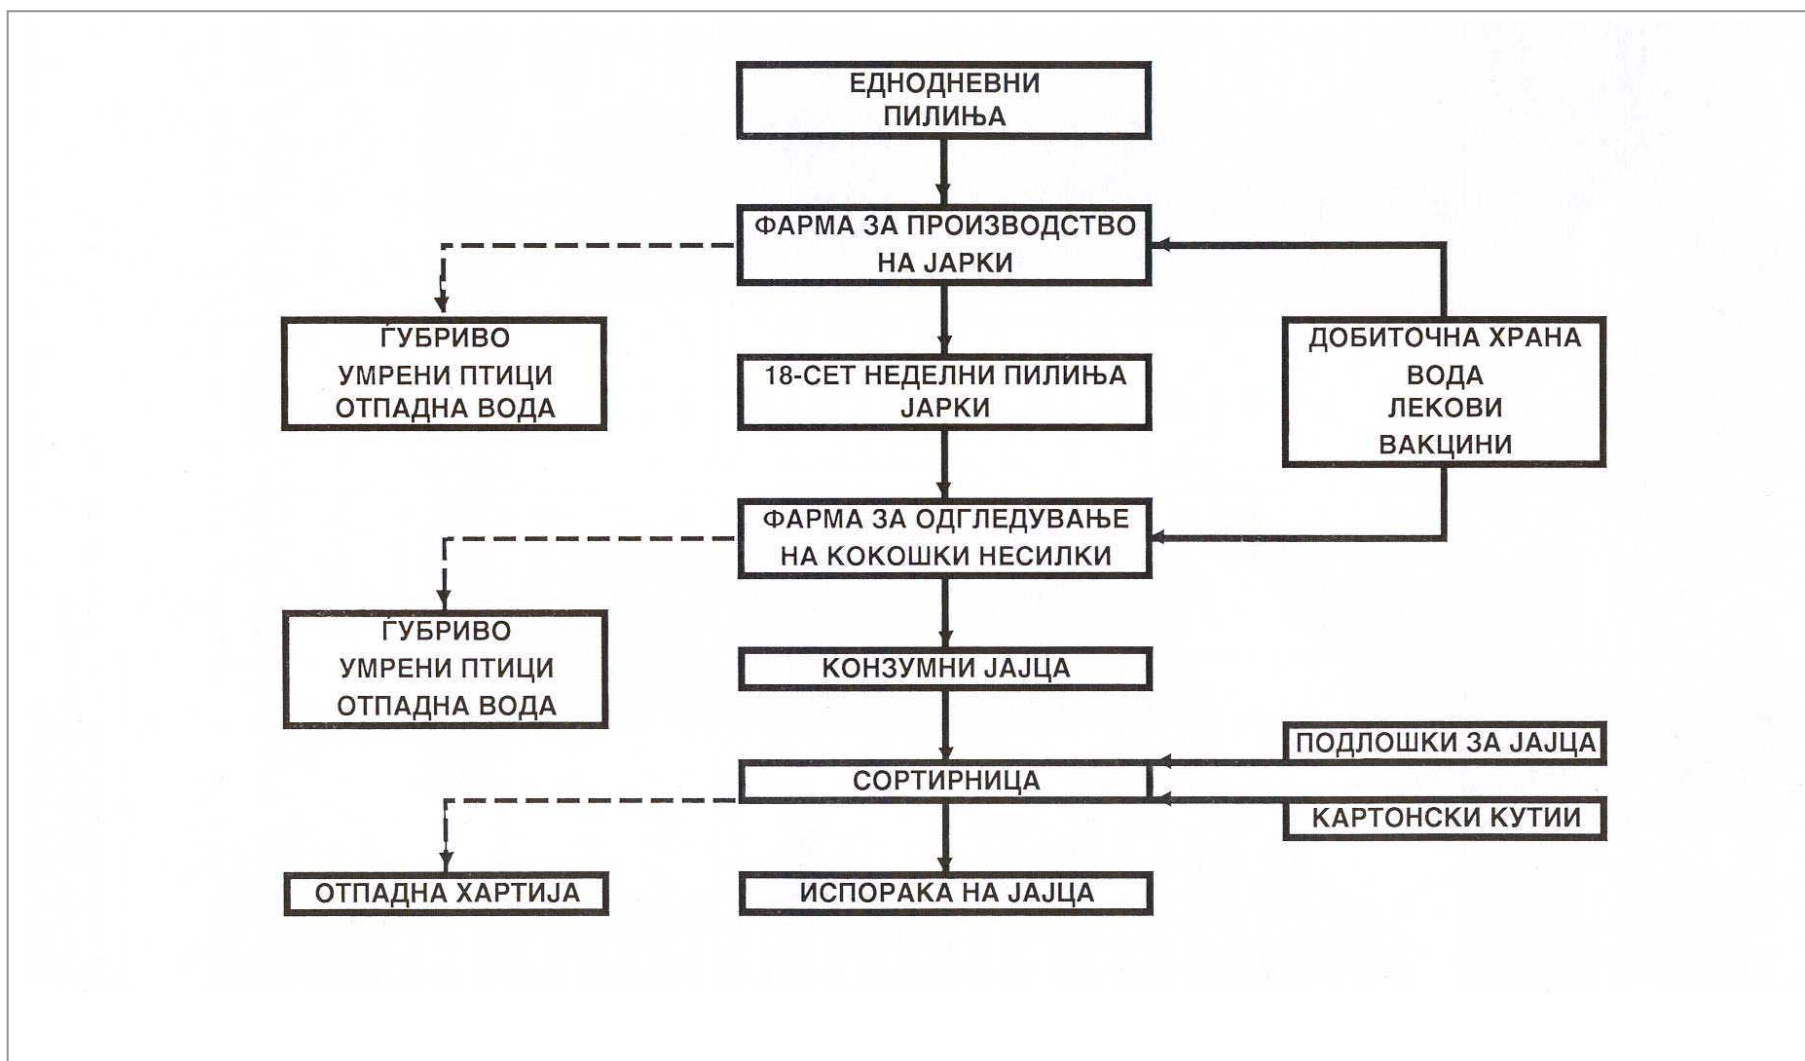 ЕДНОДНЕВНИ
ПИЛИЊА
ФАРМА ЗА ПРОИЗВОДСТВО
НА ЈАРКИ
ЃУБРИВО
УМРЕНИ ПТИЦИ
ОТПАДНА ВОДА
18-СЕТ НЕДЕЛНИ ПИЛИЊА
ЈАРКИ
ДОБИТОЧНА ХРАНА
ВОДА
ЛЕКОВИ
ВАКЦИНИ
ФАРМА ЗА ОДГЛЕДУВАЊЕ
НА КОКОШКИ НЕСИЛКИ
ЃУБРИВО
УМРЕНИ ПТИЦИ
ОТПАДНА ВОДА
КОНЗУМНИ ЈАЈЦА
ПОДЛОШКИ ЗА ЈАЈЦА
СОРТИРНИЦА
КАРТОНСКИ КУТИИ
ОТПАДНА ХАРТИЈА
ИСПОРАКА НА ЈАЈЦА